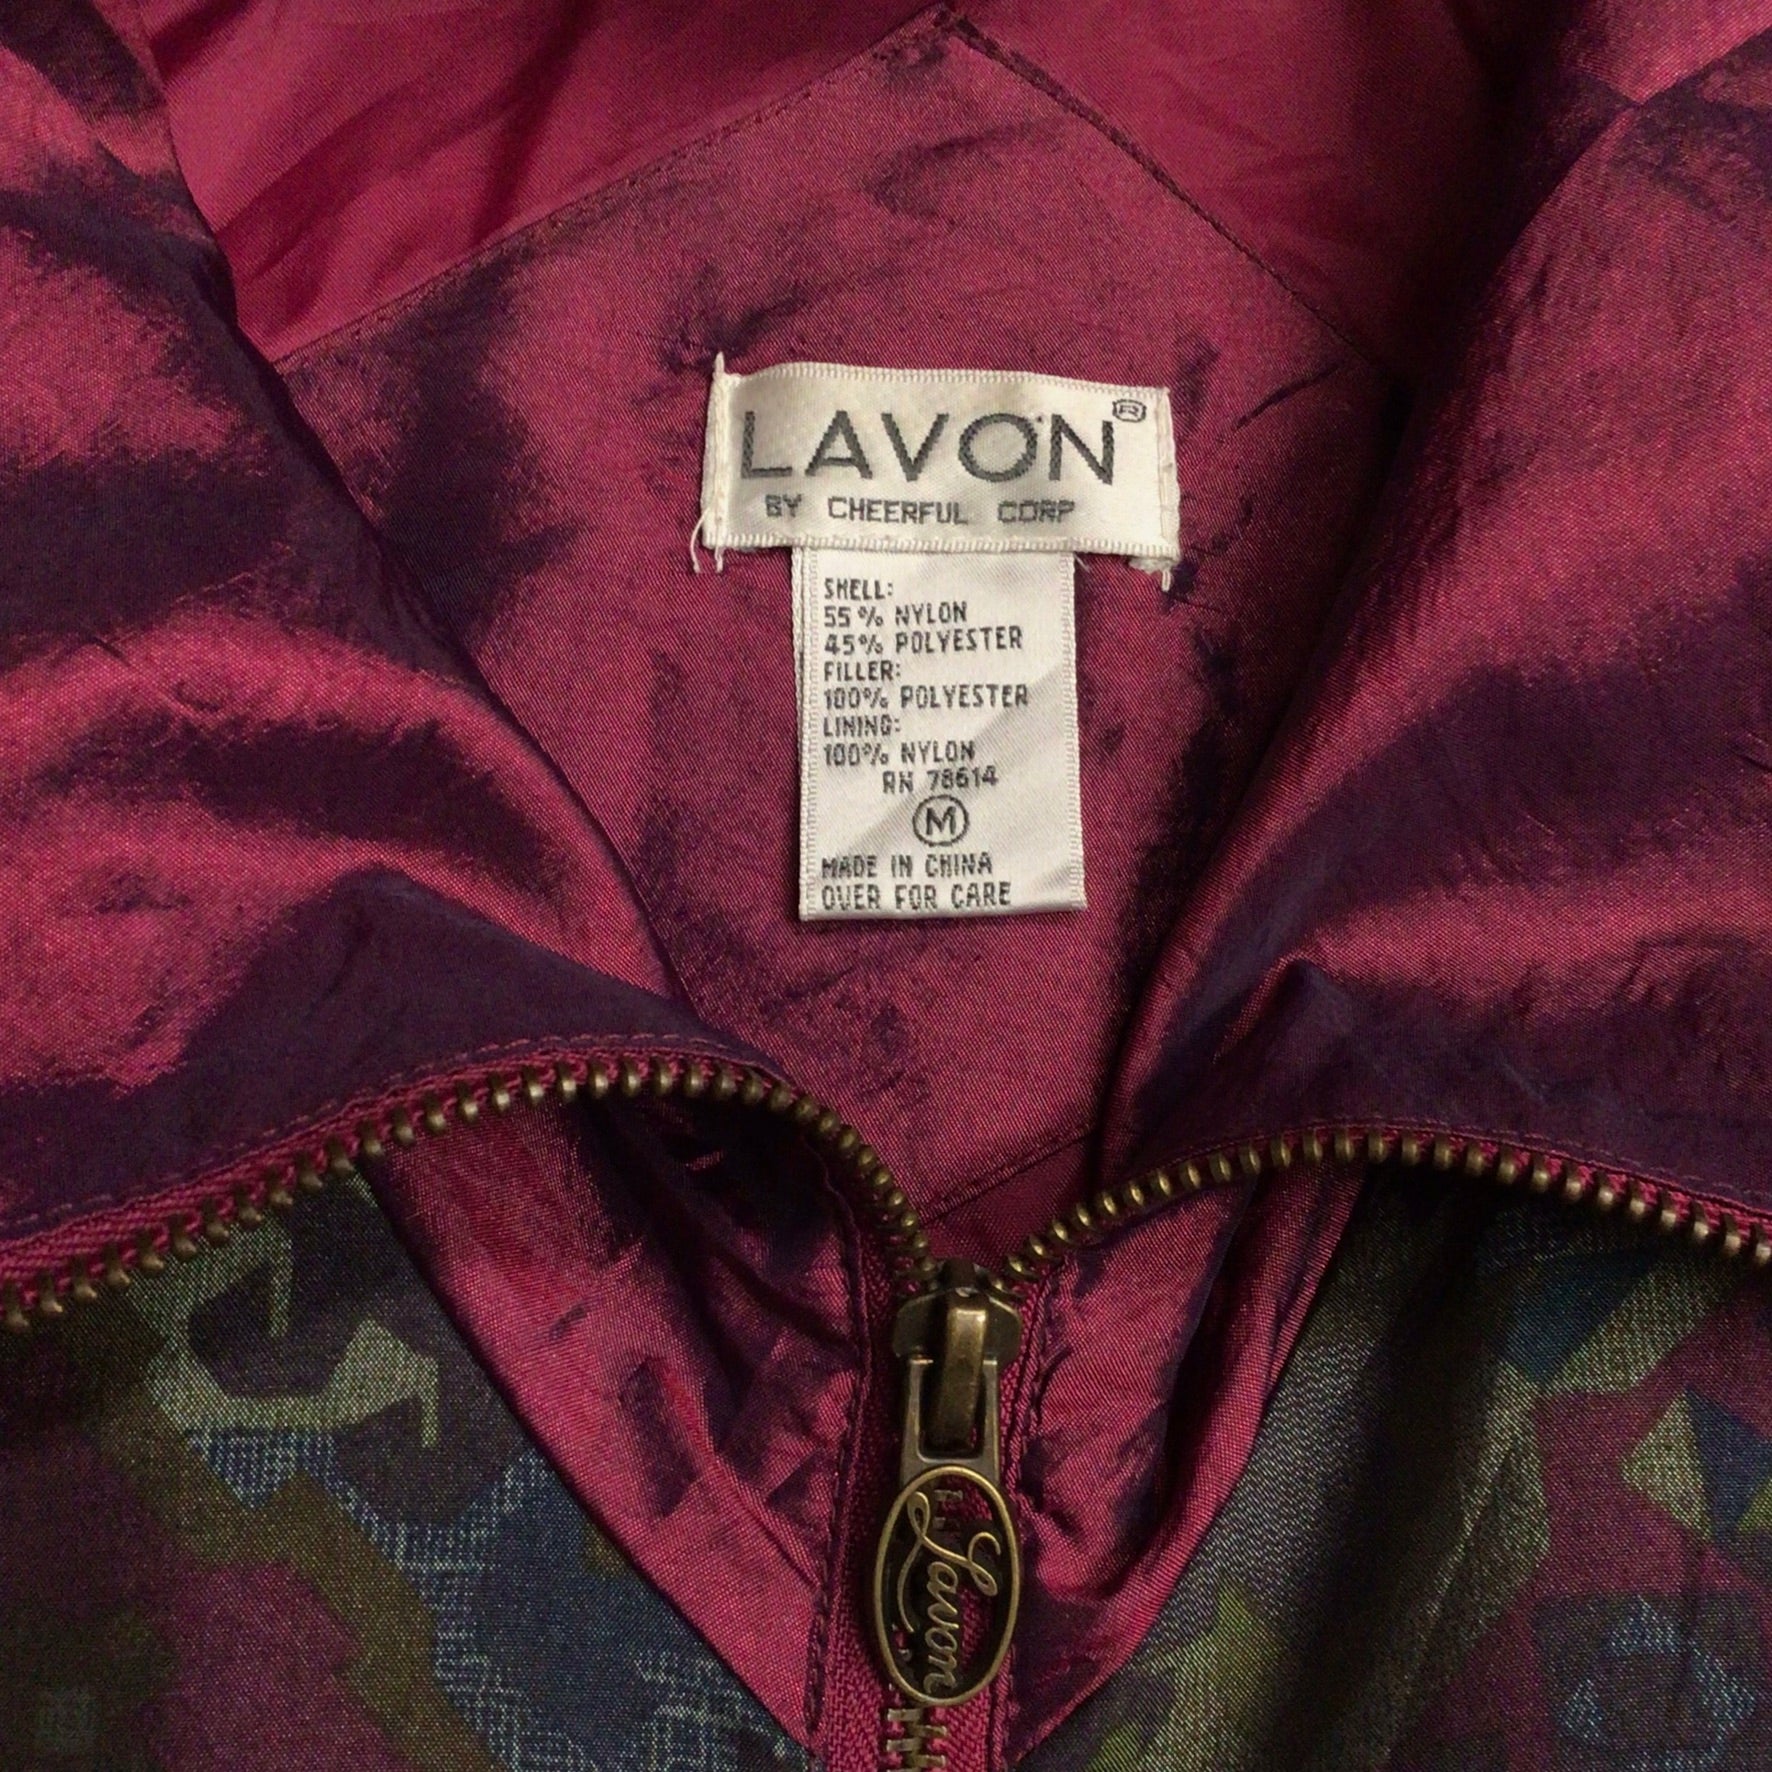 LAVON®
BY CHEERFUL CORP
SHELL:
55% NYLON
45% POLYESTER
FILLER:
100% POLYESTER
LINING:
100% NYLON
RN 78614
M
MADE IN CHINA
OVER FOR CARE
Lavon